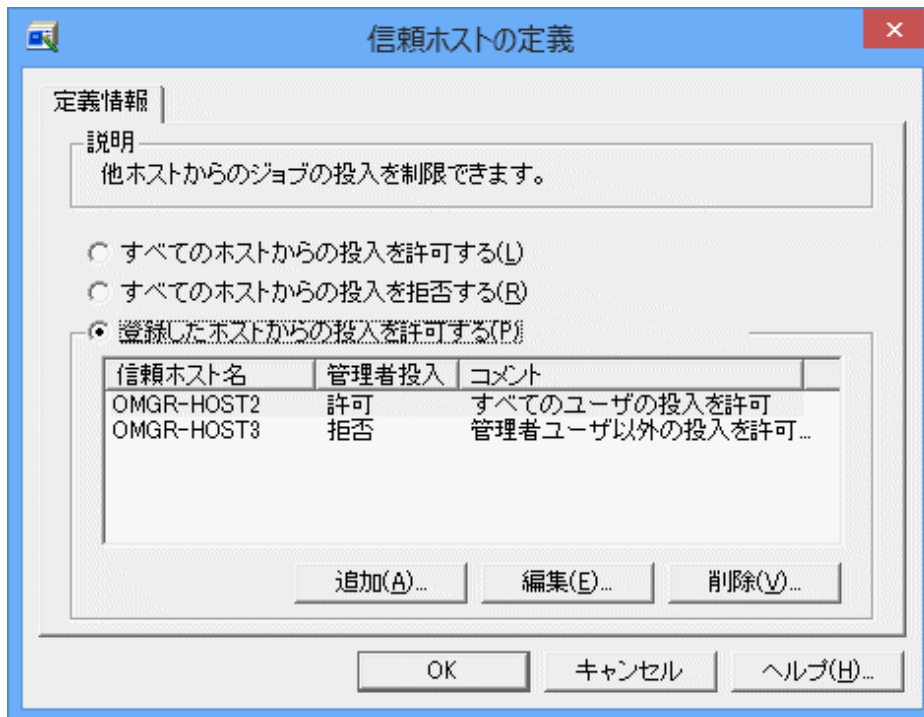 信頼ホストの定義
定義情報
説明
他ホストからのジョブの投入を制限できます。
すべてのホストからの投入を許可する(L)
すべてのホストからの投入を拒否する(R)
登録したホストからの投入を許可する(P)
信頼ホスト名 管理者投入 コメント
OMGR-HOST2 許可 すべてのユーザの投入を許可
OMGR-HOST3 拒否 管理者ユーザ以外の投入を許可...
追加(A)... 編集(E)... 削除(V)...
OK キャンセル ヘルプ(H)...